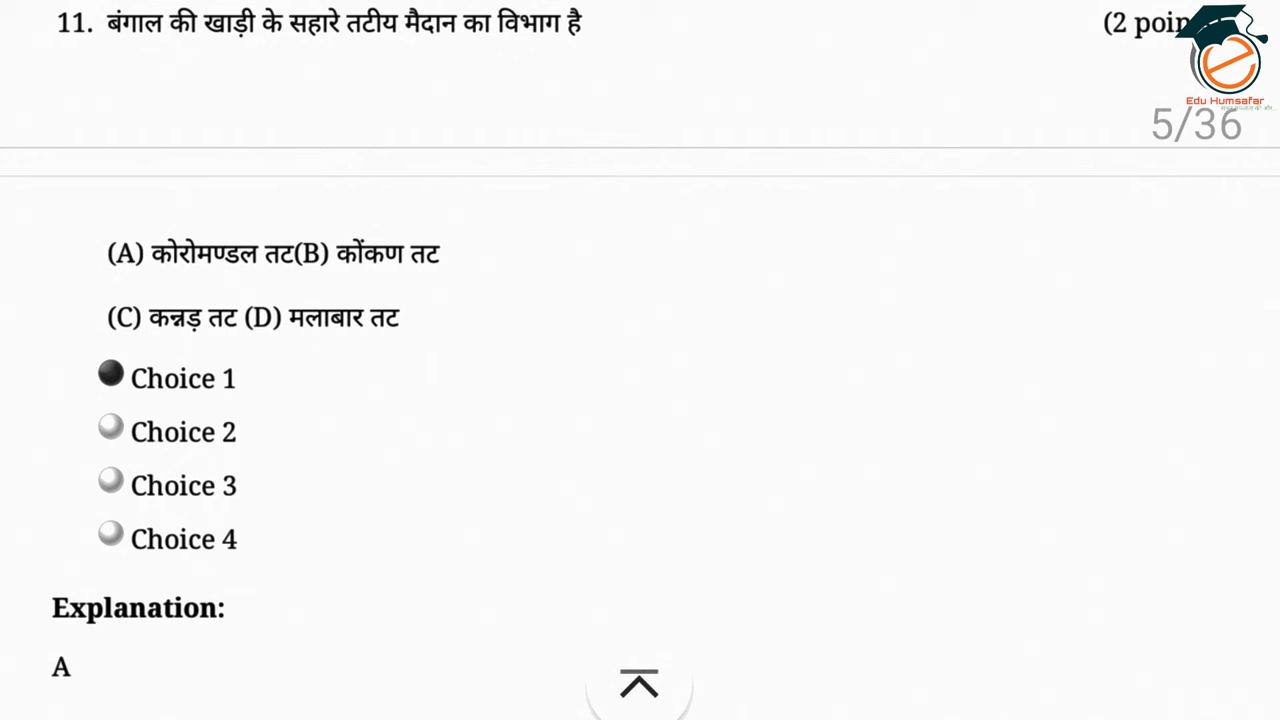 11. बंगाल की खाड़ी के सहारे तटीय मैदान का विभाग है (2 poin
Edu Humsafar
5/36
(A) कोरोमण्डल तट(B) कोंकण तट
(C) कन्नड़ तट (D) मलाबार तट
Choice 1
Choice 2
Choice 3
Choice 4
Explanation:
A